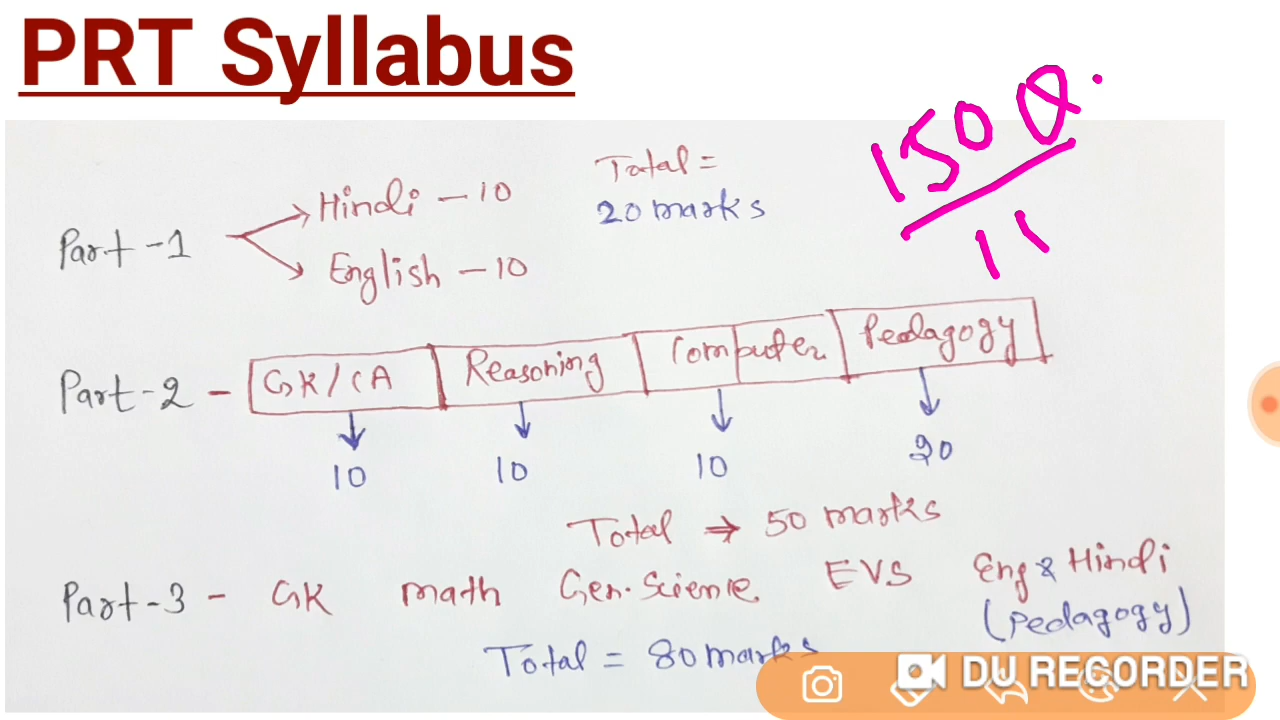 PRT Syllabus
150 Q.
11
Total =
20 marks
Part-1
Hindi - 10
English - 10
Part-2 - GK/CA Reasoning Computer Pedagogy
10 10 10 20
Total → 50 marks
Part-3 - GK math Gen. Science EVS Eng & Hindi
(Pedagogy)
Total = 80 marks
DU RECORDER